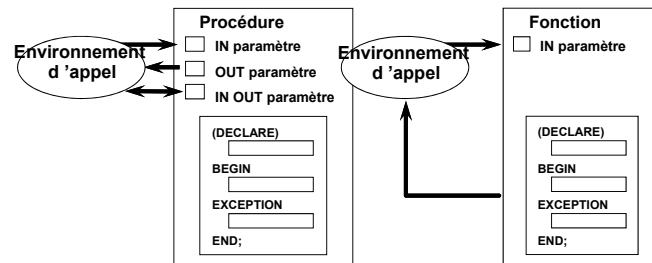 Procédure
Environnement
d ’appel
IN paramètre
OUT paramètre
IN OUT paramètre
(DECLARE)
BEGIN
EXCEPTION
END;
Fonction
Environnement
d ’appel
IN paramètre
(DECLARE)
BEGIN
EXCEPTION
END;